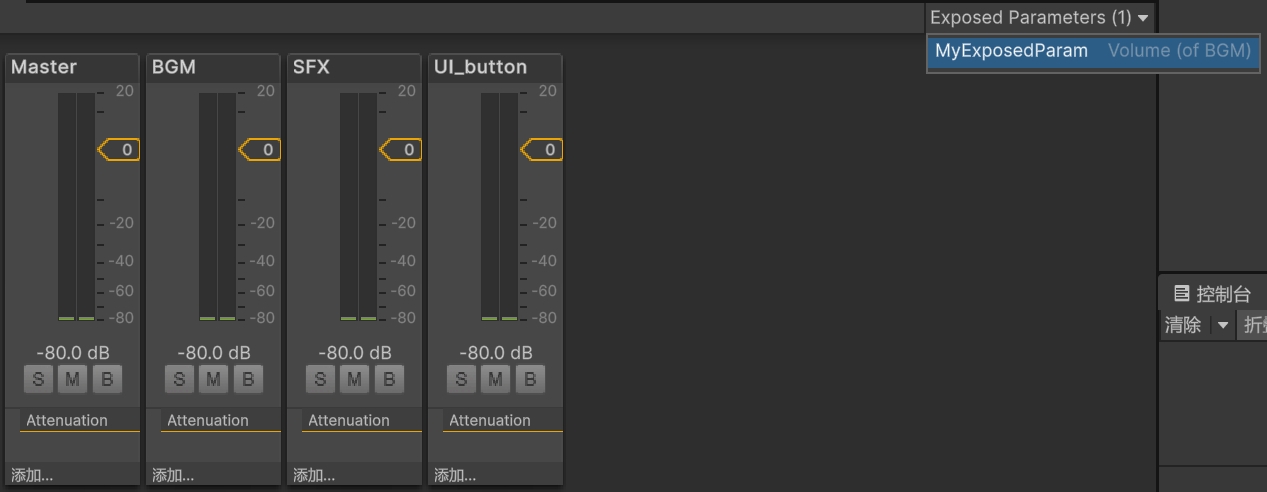 Exposed Parameters (1)
MyExposedParam Volume (of BGM)
Master BGM SFX UI_button
20 20 20 20
0 0 0 0
-20 -20 -20 -20
-40 -40 -40 -40
-60 -60 -60 -60
-80 -80 -80 -80
-80.0 dB -80.0 dB -80.0 dB -80.0 dB
S M B S M B S M B S M B
Attenuation Attenuation Attenuation Attenuation
添加... 添加... 添加... 添加...
控制台
清除 折叠